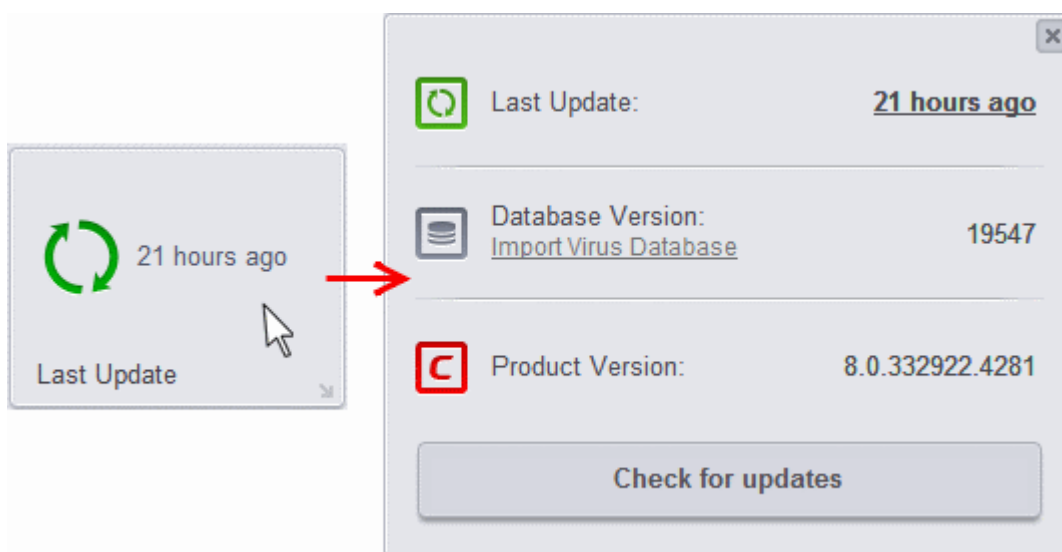 21 hours ago
Last Update
Last Update:
21 hours ago
Database Version:
Import Virus Database
19547
Product Version:
8.0.332922.4281
Check for updates